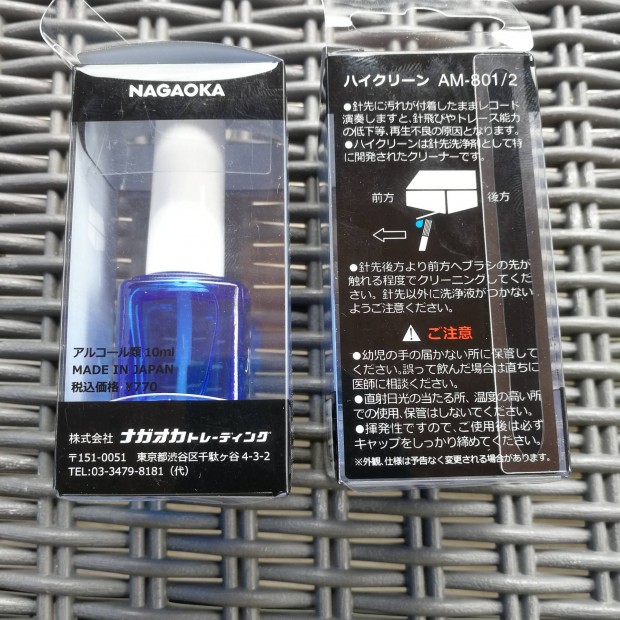 NAGAOKA
アルコール類 10ml
MADE IN JAPAN
税込価格 ¥770
株式会社 ナガオカトレーディング
〒151-0051 東京都渋谷区千駄ヶ谷 4-3-2
TEL:03-3479-8181（代）
ハイクリーン AM-801/2
●針先に汚れが付着したままレコード
演奏しますと、針飛びやトレース能力
の低下等、再生不良の原因となります。
●ハイクリーンは針先洗浄剤として特
に開発されたクリーナーです。
前方 後方
●針先後方より前方へブラシの先が
触れる程度でクリーニングしてくだ
さい。針先以外に洗浄液がつかない
ようご注意ください。
ご注意
●幼児の手の届かない所に保管して
ください。誤って飲んだ場合は直ちに
医師に相談ください。
●直射日光の当たる所、温度の高い所
での使用、保管はしないでください。
●揮発性ですので、ご使用後は必ず
キャップをしっかり締めてください。
※外観、仕様は予告なく変更される場合があります。